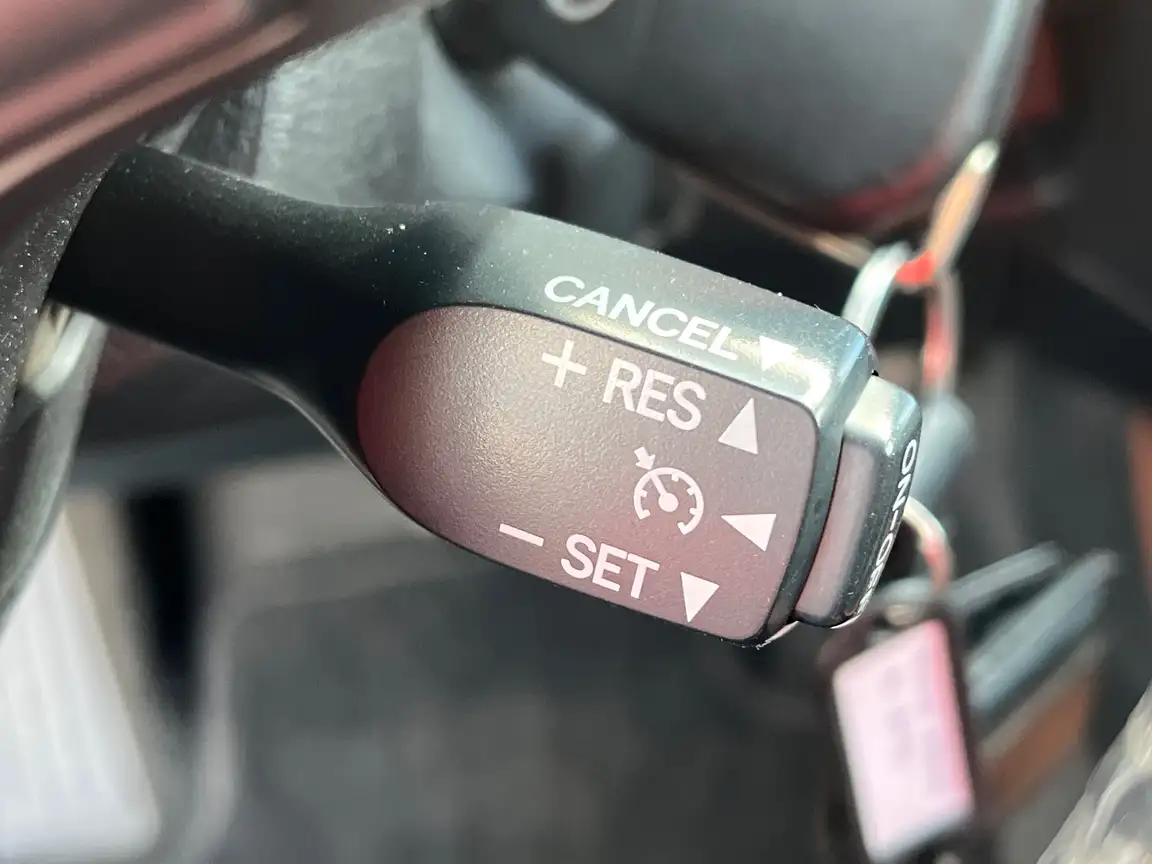 CANCEL ▼
+ RES ▲
◀
− SET ▼
ON/OFF